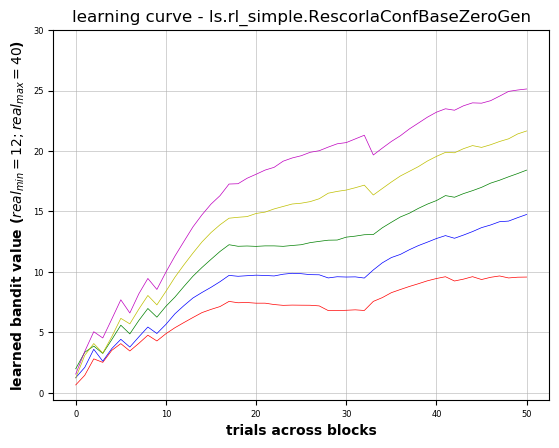 learning curve - ls.rl_simple.RescorlaConfBaseZeroGen
learned bandit value (real_min = 12; real_max = 40)
30
25
20
15
10
5
0
0 10 20 30 40 50
trials across blocks